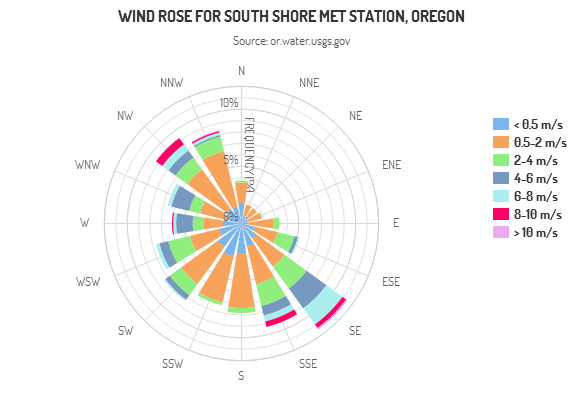 WIND ROSE FOR SOUTH SHORE MET STATION, OREGON
Source: or.water.usgs.gov
N
NNE
NE
ENE
E
ESE
SE
SSE
S
SSW
SW
WSW
W
WNW
NW
NNW
10%
5%
0%
< 0.5 m/s
0.5-2 m/s
2-4 m/s
4-6 m/s
6-8 m/s
8-10 m/s
> 10 m/s